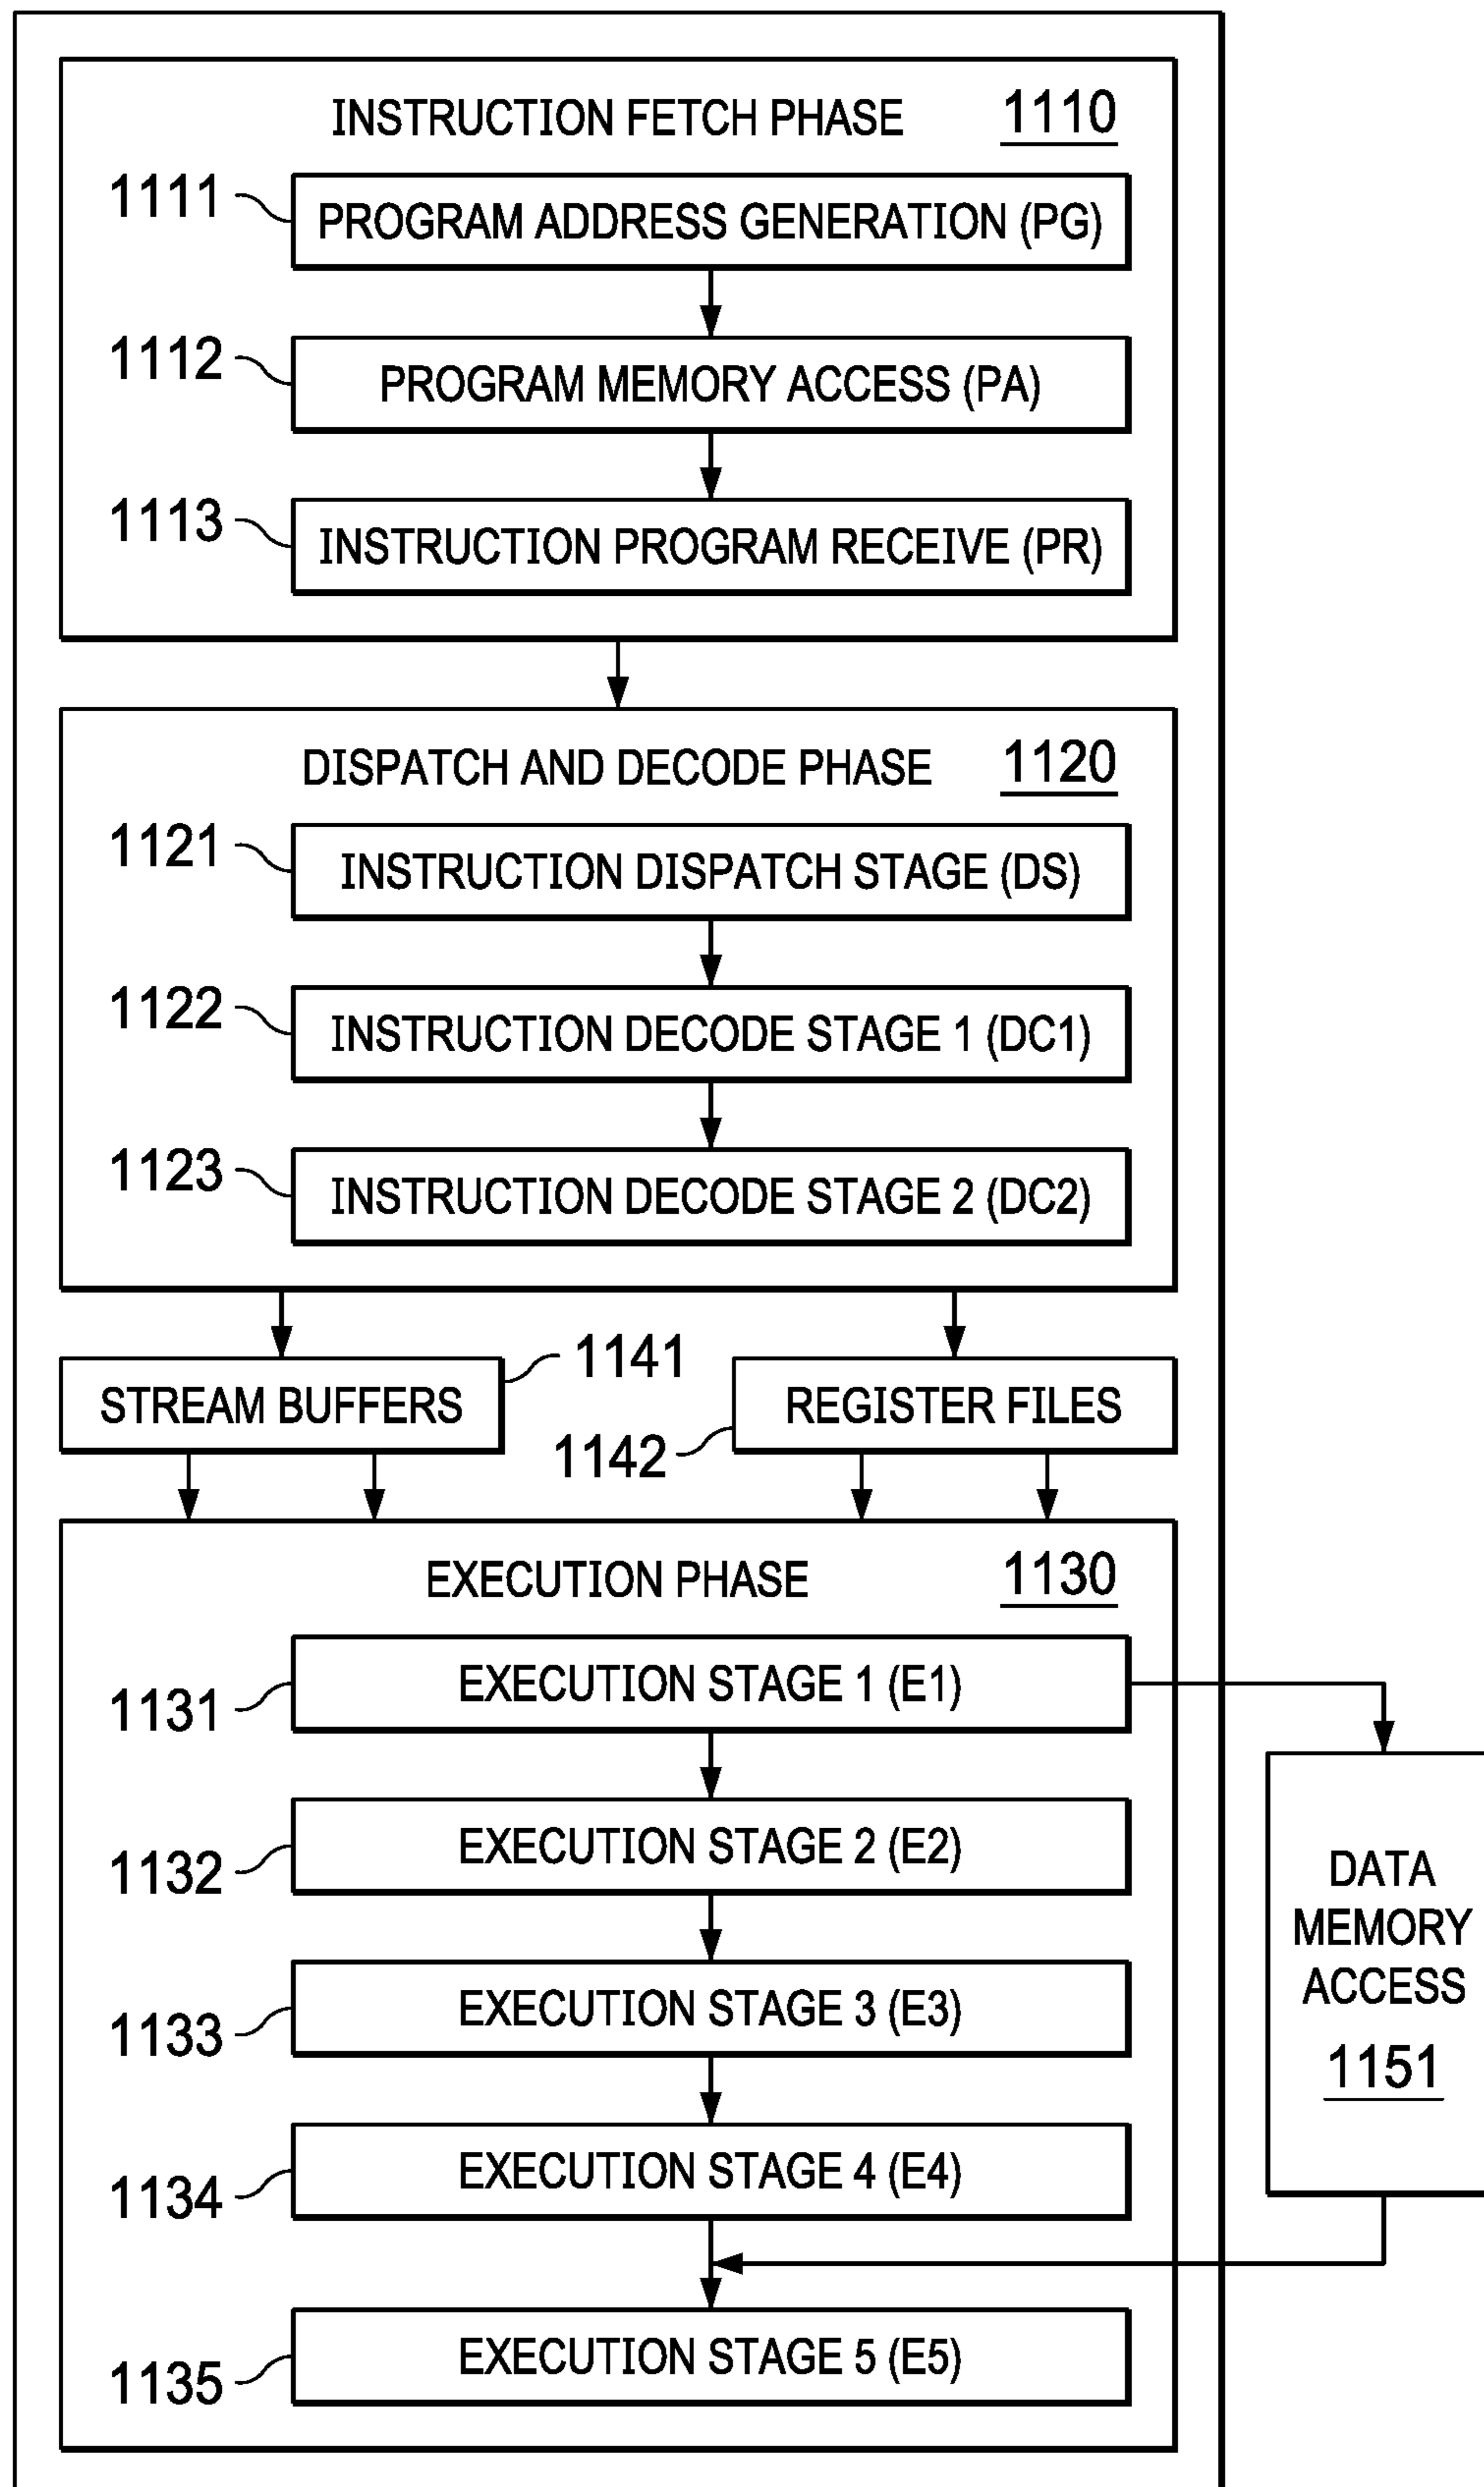 INSTRUCTION FETCH PHASE 1110
1111 PROGRAM ADDRESS GENERATION (PG)
1112 PROGRAM MEMORY ACCESS (PA)
1113 INSTRUCTION PROGRAM RECEIVE (PR)
DISPATCH AND DECODE PHASE 1120
1121 INSTRUCTION DISPATCH STAGE (DS)
1122 INSTRUCTION DECODE STAGE 1 (DC1)
1123 INSTRUCTION DECODE STAGE 2 (DC2)
STREAM BUFFERS 1141
1142 REGISTER FILES
EXECUTION PHASE 1130
1131 EXECUTION STAGE 1 (E1)
1132 EXECUTION STAGE 2 (E2)
1133 EXECUTION STAGE 3 (E3)
1134 EXECUTION STAGE 4 (E4)
1135 EXECUTION STAGE 5 (E5)
DATA
MEMORY
ACCESS
1151